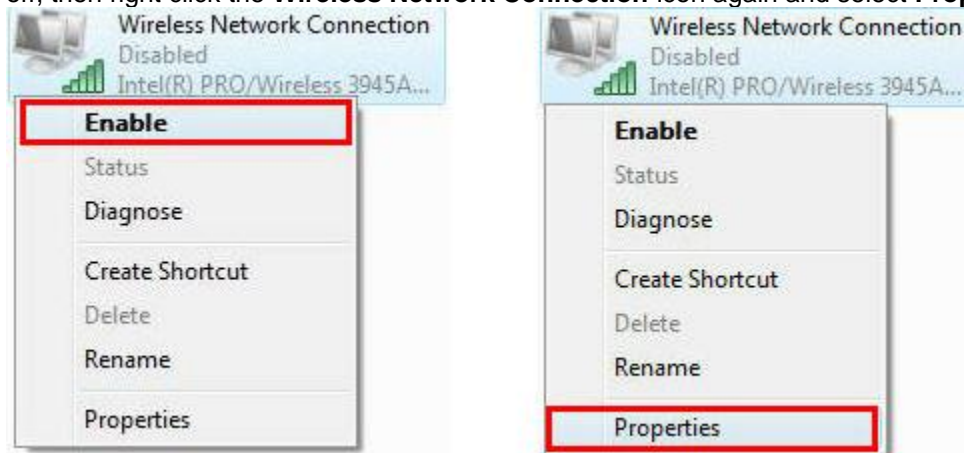 on, then right-click the Wireless Network Connection icon again and select
Wireless Network Connection
Disabled
Intel(R) PRO/Wireless 3945A...
Enable
Status
Diagnose
Create Shortcut
Delete
Rename
Properties
Wireless Network Connection
Disabled
Intel(R) PRO/Wireless 3945A...
Enable
Status
Diagnose
Create Shortcut
Delete
Rename
Properties